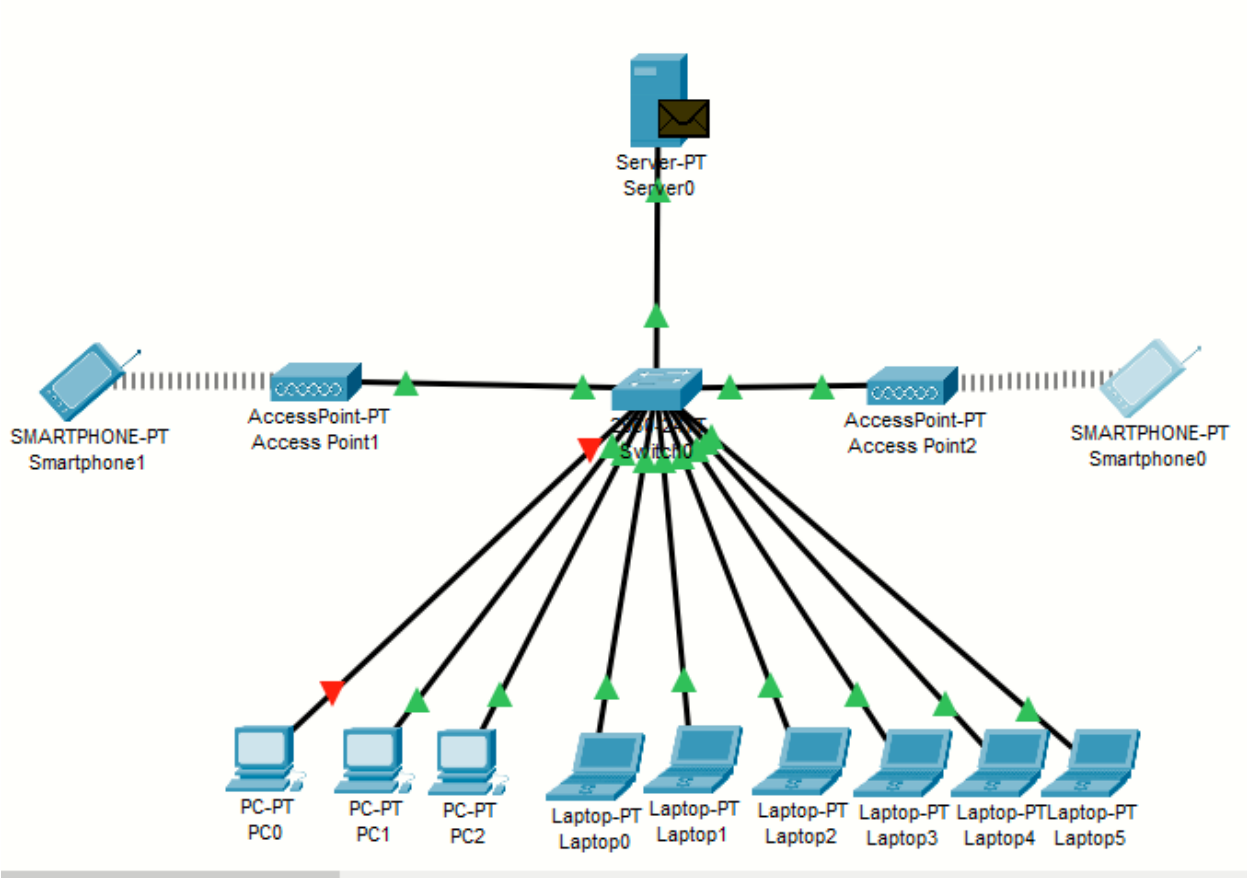 Server-PT
Server0
SMARTPHONE-PT
Smartphone1
AccessPoint-PT
Access Point1
Switch0
AccessPoint-PT
Access Point2
SMARTPHONE-PT
Smartphone0
PC-PT
PC0
PC-PT
PC1
PC-PT
PC2
Laptop-PT
Laptop0
Laptop-PT
Laptop1
Laptop-PT
Laptop2
Laptop-PT
Laptop3
Laptop-PT
Laptop4
Laptop-PT
Laptop5